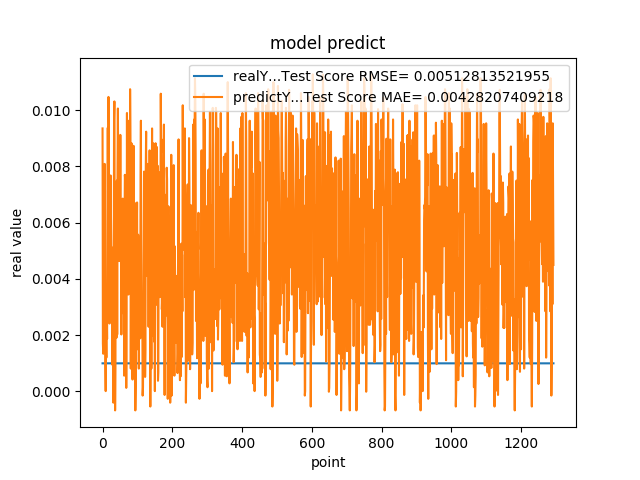 model predict
realY...Test Score RMSE= 0.00512813521955
predictY...Test Score MAE= 0.00428207409218
0.010
0.008
0.006
0.004
0.002
0.000
real value
0 200 400 600 800 1000 1200
point